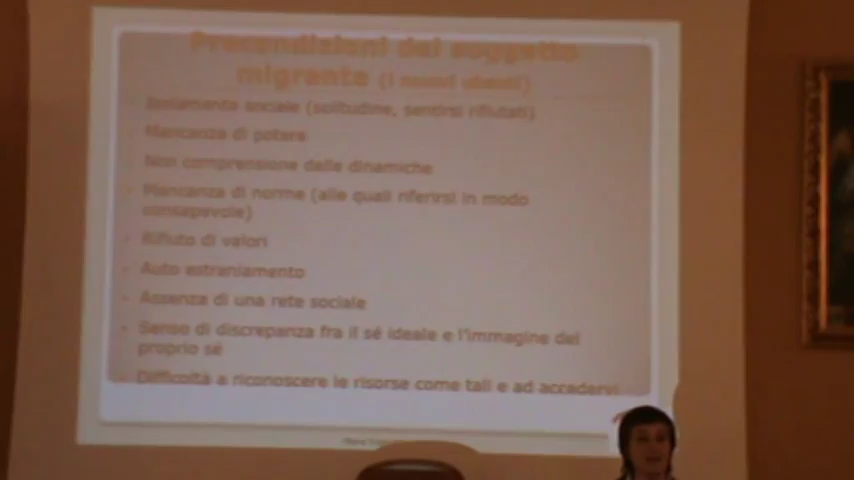 Precondizioni del soggetto
migrante (i nuovi utenti)
Isolamento sociale (solitudine, sentirsi rifiutati)
Mancanza di potere
Non comprensione delle dinamiche
Mancanza di norme (alle quali riferirsi in modo
consapevole)
Rifiuto di valori
Auto estraniamento
Assenza di una rete sociale
Senso di discrepanza fra il sé ideale e l'immagine del
proprio sé
Difficoltà a riconoscere le risorse come tali e ad accedervi